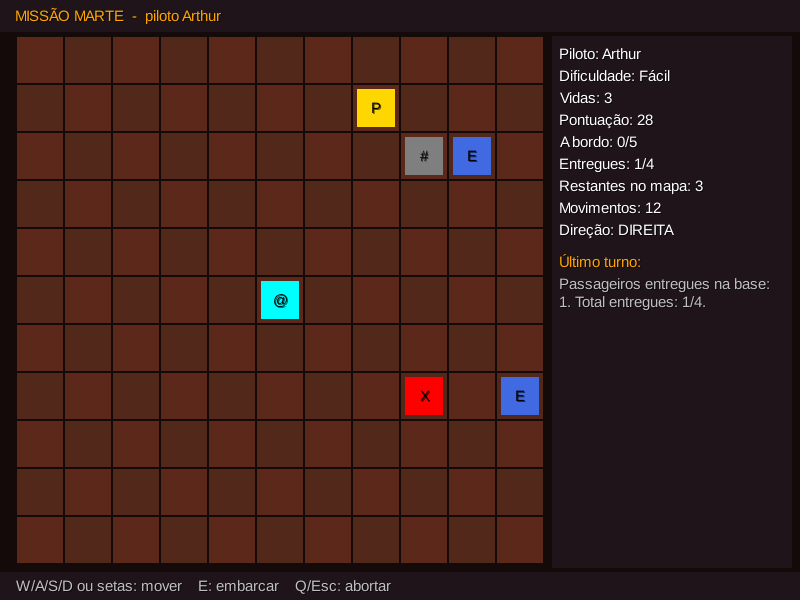 MISSÃO MARTE - piloto Arthur
P
# E
@
X E
Piloto: Arthur
Dificuldade: Fácil
Vidas: 3
Pontuação: 28
A bordo: 0/5
Entregues: 1/4
Restantes no mapa: 3
Movimentos: 12
Direção: DIREITA
Último turno:
Passageiros entregues na base:
1. Total entregues: 1/4.
W/A/S/D ou setas: mover E: embarcar Q/Esc: abortar